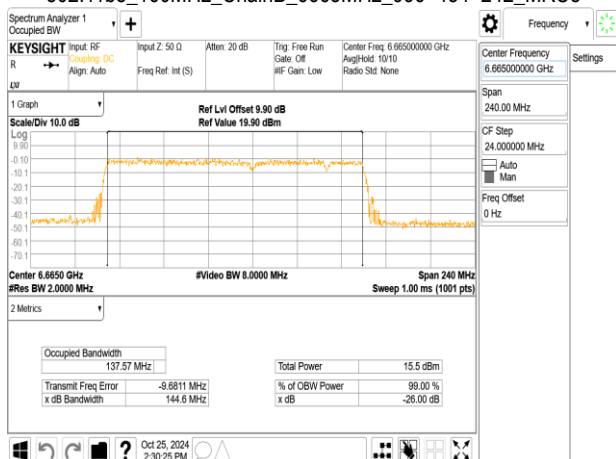 Spectrum Analyzer 1
Occupied BW
Frequency
KEYSIGHT
R
Input: RF
Coupling: DC
Align: Auto
Input Z: 50 Ω
Freq Ref: Int (S)
Atten: 20 dB
Trig: Free Run
Gate: Off
#IF Gain: Low
Center Freq: 6.665000000 GHz
Avg|Hold: 10/10
Radio Std: None
Center Frequency
6.665000000 GHz
Settings
Span
240.00 MHz
CF Step
24.000000 MHz
Auto
Man
Freq Offset
0 Hz
1 Graph
Ref Lvl Offset 9.90 dB
Scale/Div 10.0 dB
Ref Value 19.90 dBm
Log
9.90
-0.10
-10.1
-20.1
-30.1
-40.1
-50.1
-60.1
-70.1
Center 6.6650 GHz
#Video BW 8.0000 MHz
Span 240 MHz
#Res BW 2.0000 MHz
Sweep 1.00 ms (1001 pts)
2 Metrics
Occupied Bandwidth
137.57 MHz
Total Power 15.5 dBm
Transmit Freq Error -9.6811 MHz
% of OBW Power 99.00 %
x dB Bandwidth 144.6 MHz
x dB -26.00 dB
?
Oct 25, 2024
2:30:25 PM